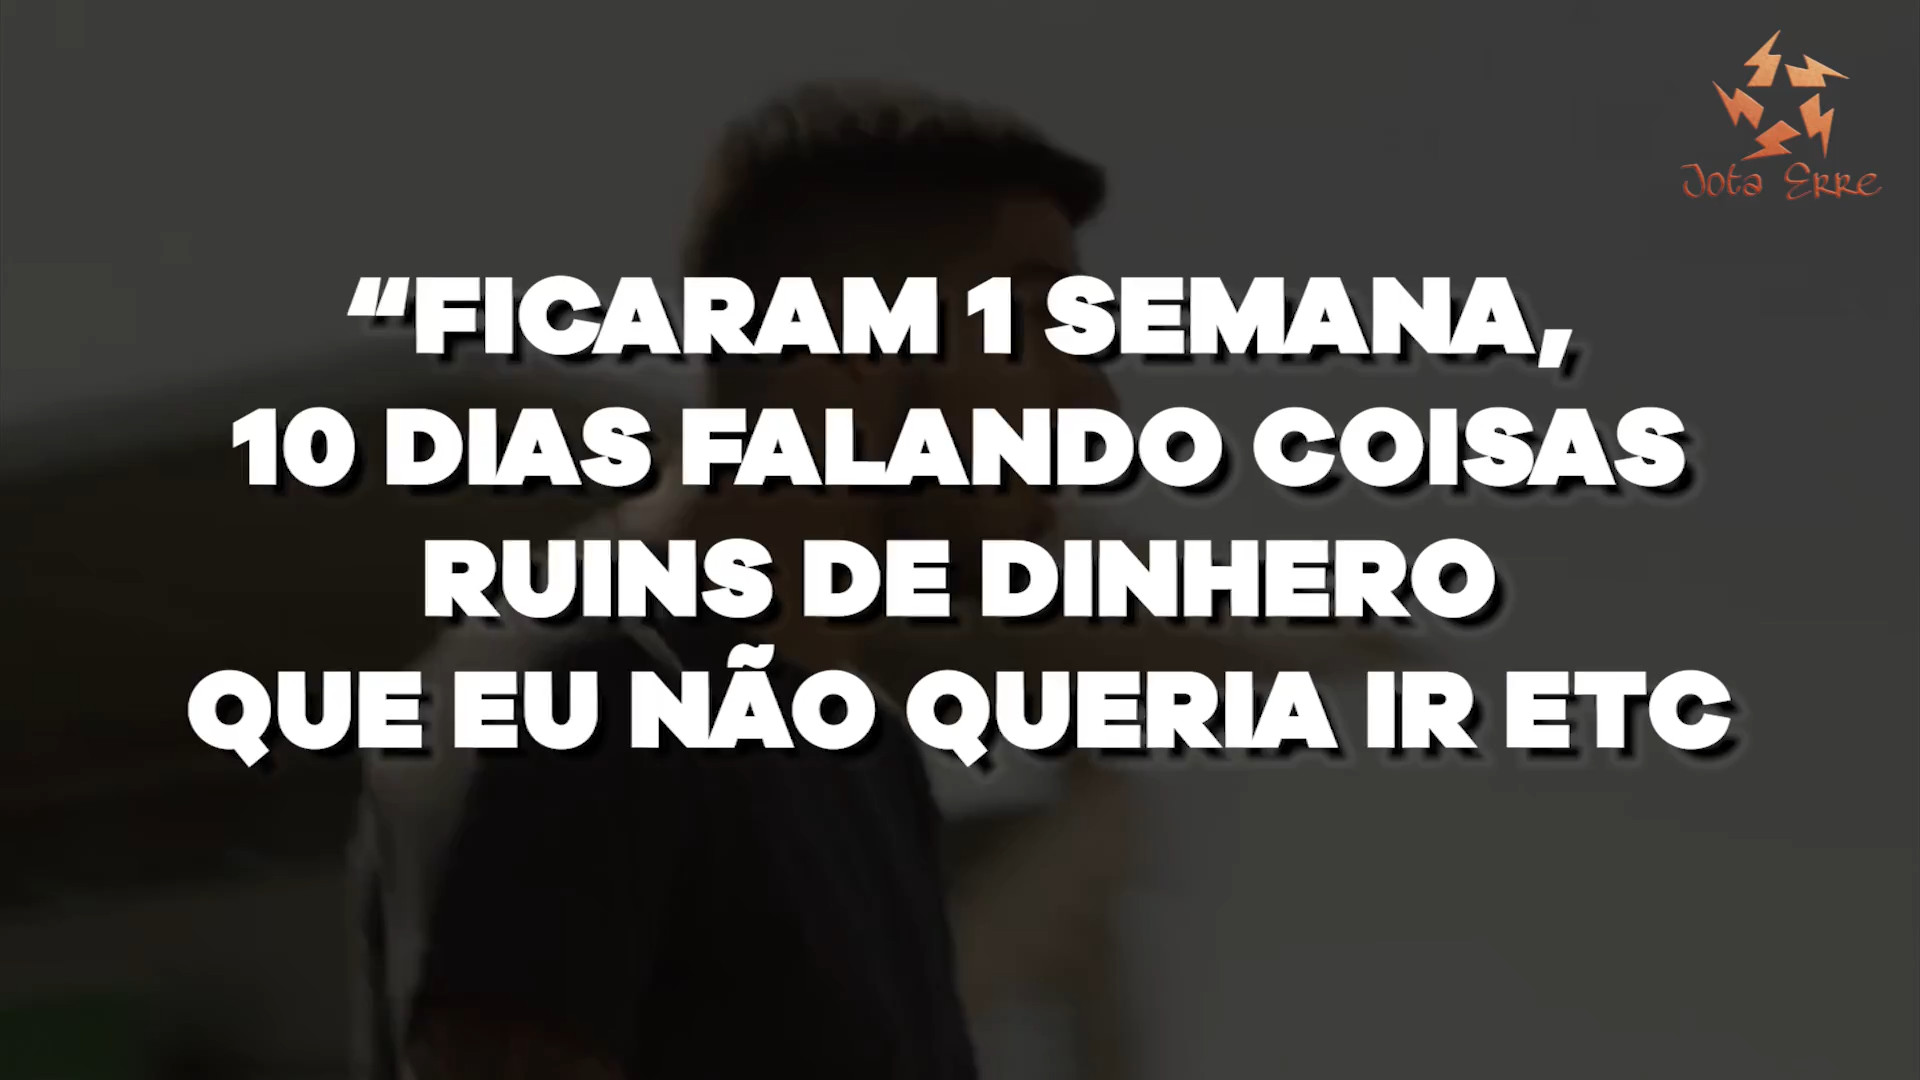 Jota Erre
“FICARAM 1 SEMANA,
10 DIAS FALANDO COISAS
RUINS DE DINHERO
QUE EU NÃO QUERIA IR ETC